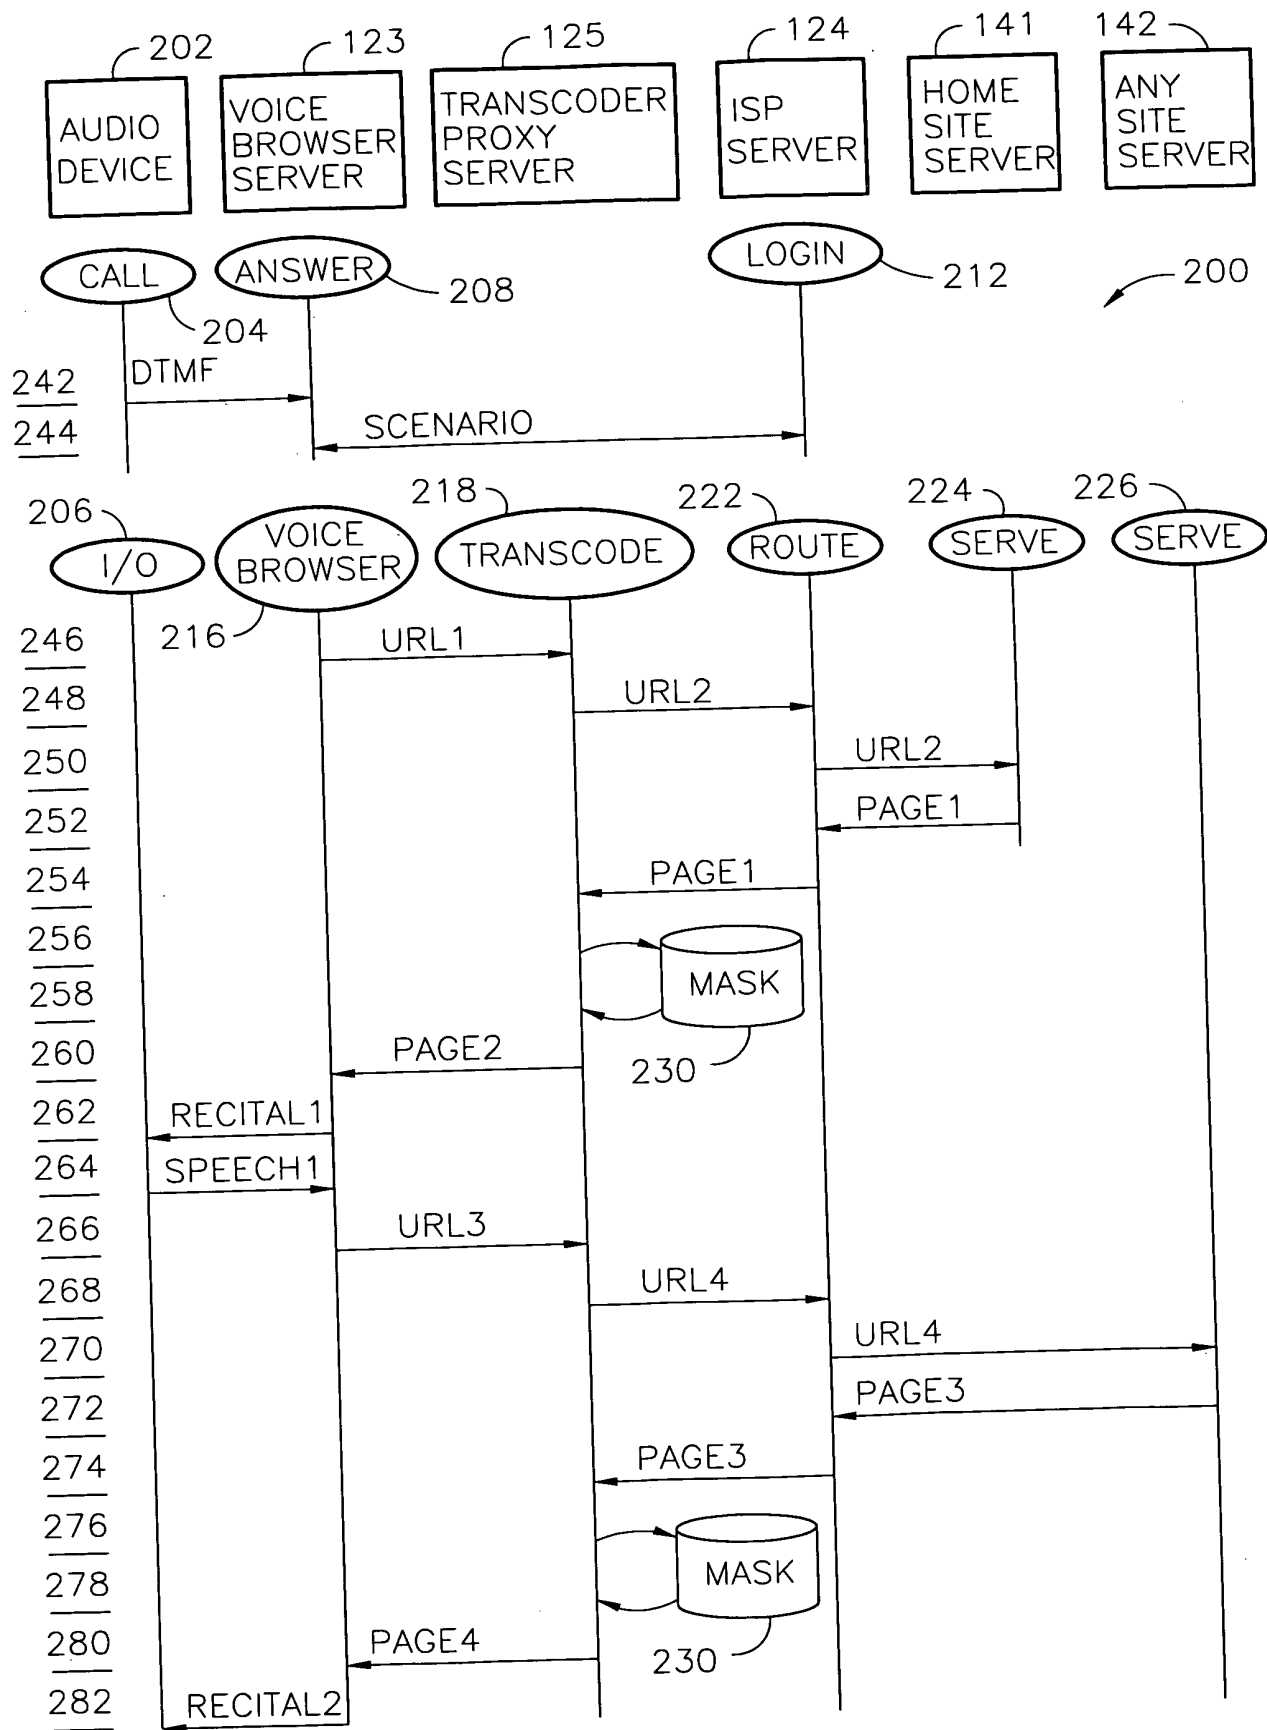 202 123 125 124 141 142
AUDIO DEVICE
VOICE BROWSER SERVER
TRANSCODER PROXY SERVER
ISP SERVER
HOME SITE SERVER
ANY SITE SERVER
CALL ANSWER LOGIN
204 208 212 200
242 DTMF
244 SCENARIO
206 218 222 224 226
I/O VOICE BROWSER TRANSCODE ROUTE SERVE SERVE
216
246 URL1
248 URL2
250 URL2
252 PAGE1
254 PAGE1
256
MASK
258
260 PAGE2 230
262 RECITAL1
264 SPEECH1
266 URL3
268 URL4
270 URL4
272 PAGE3
274 PAGE3
276
MASK
278
280 PAGE4 230
282 RECITAL2